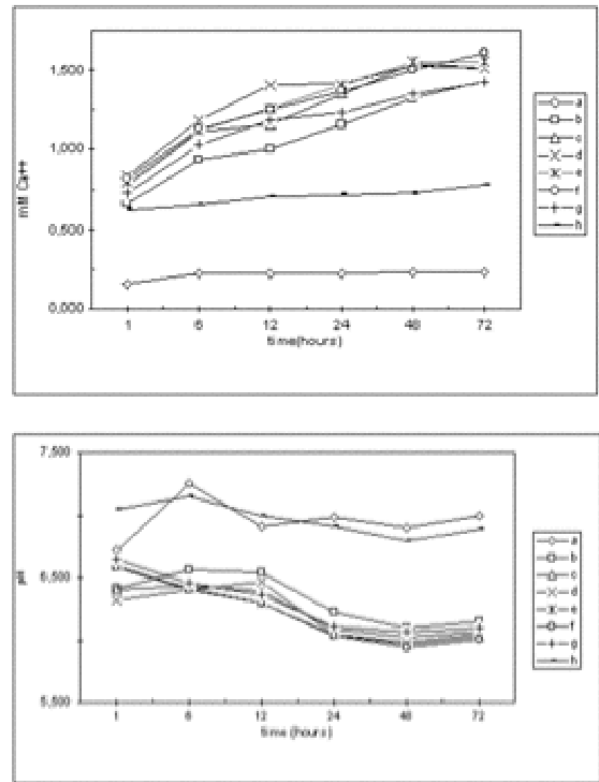 1,500
1,000
0,500
0,000
mM Ca++
1 6 12 24 48 72
time(hours)
a
b
c
d
e
f
g
h
7,500
6,500
5,500
pH
1 6 12 24 48 72
time (hours)
a
b
c
d
e
f
g
h